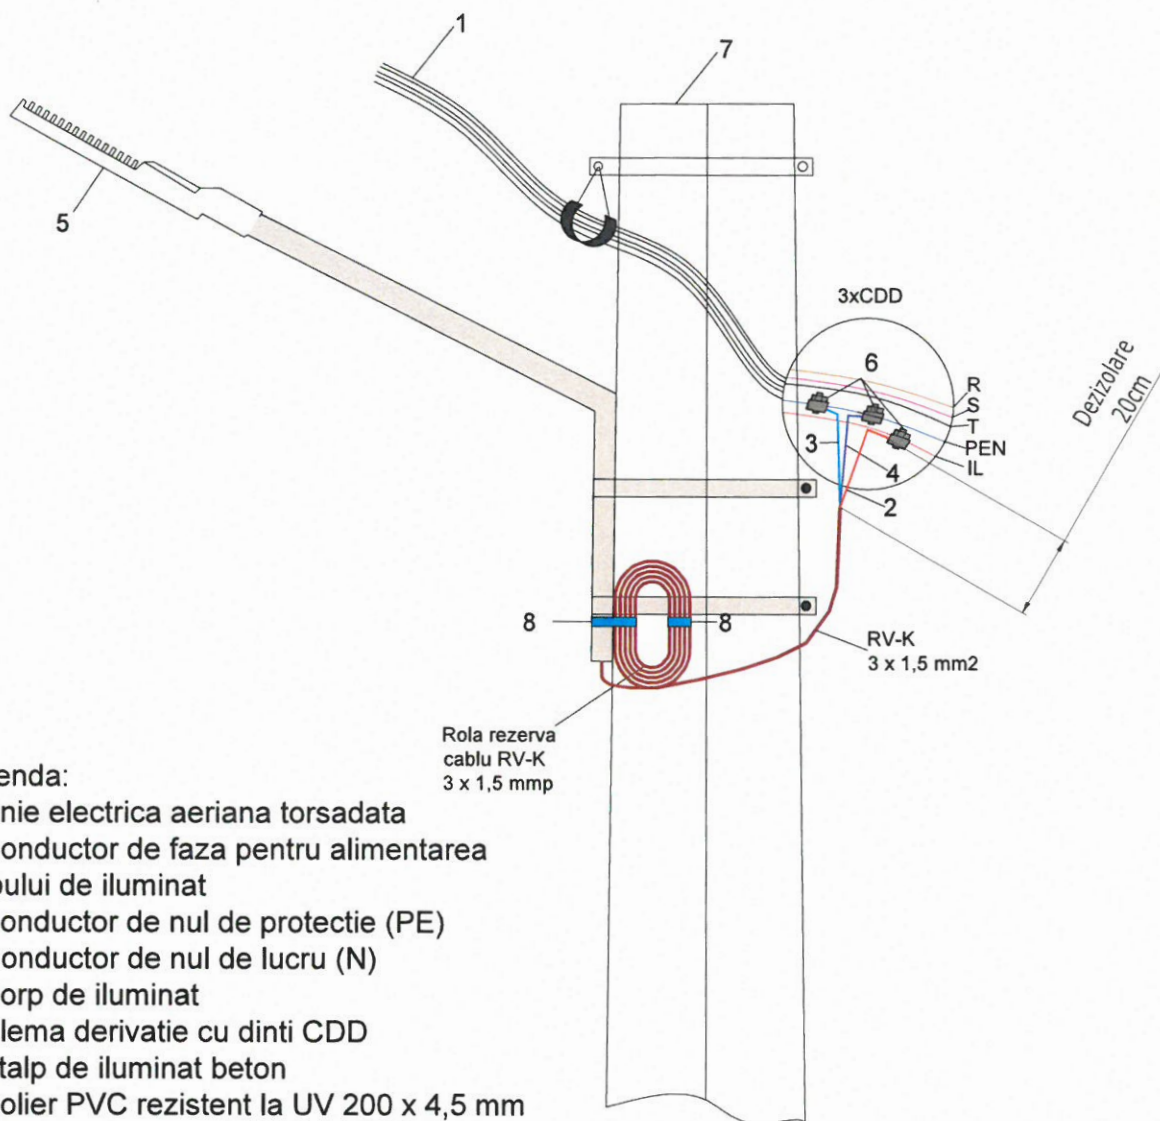 1
7
5
3xCDD
6
R
S
T
PEN
IL
3
4
2
Dezizolare
20cm
8
8
RV-K
3 x 1,5 mm2
Rola rezerva
cablu RV-K
3 x 1,5 mmp
enda:
nie electrica aeriana torsadata
onductor de faza pentru alimentarea
pului de iluminat
onductor de nul de protectie (PE)
onductor de nul de lucru (N)
orp de iluminat
lema derivatie cu dinti CDD
talp de iluminat beton
olier PVC rezistent la UV 200 x 4,5 mm